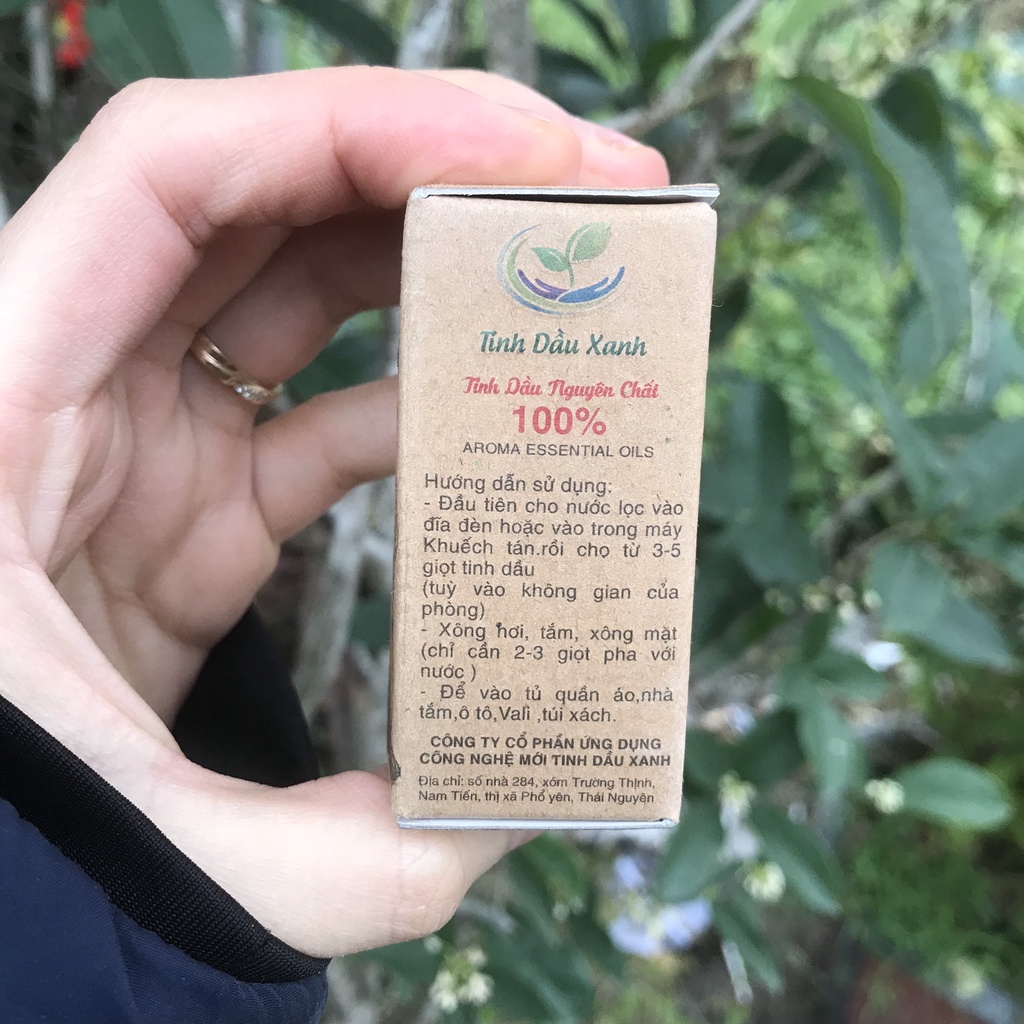 Tinh Dầu Xanh
Tinh Dầu Nguyên Chất
100%
AROMA ESSENTIAL OILS
Hướng dẫn sử dụng:
- Đầu tiên cho nước lọc vào
đĩa đèn hoặc vào trong máy
Khuếch tán.rồi chọ từ 3-5
giọt tinh dầu
(tuỳ vào không gian của
phòng)
- Xông hơi, tắm, xông mặt
(chỉ cần 2-3 giọt pha với
nước )
- Để vào tủ quần áo,nhà
tắm,ô tô,Vali ,túi xách.
CÔNG TY CỔ PHẦN ỨNG DỤNG
CÔNG NGHỆ MỚI TINH DẦU XANH
Địa chỉ: số nhà 284, xóm Trường Thịnh,
Nam Tiến, thị xã Phổ yên, Thái Nguyên